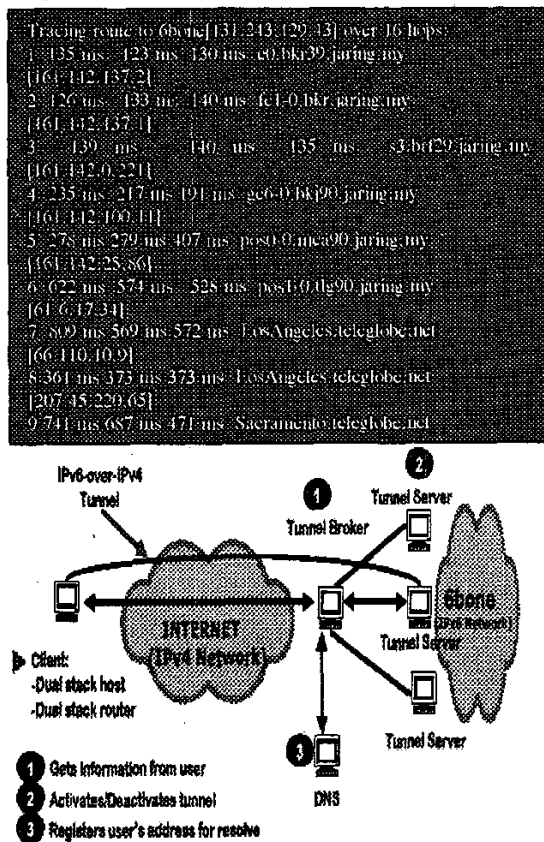 Tracing route to 6bone[131.243.129.43] over 16 hops:
1 135 ms 123 ms 130 ms e0.bkr39.jaring.my
[161.142.137.2]
2 126 ms 133 m 140 ms fc1-0.bkr.jaring.my
[161.142.137.1]
3 139 ms 140 ms 135 ms s3.brf29.jaring.my
[161.142.0.221]
4 235 ms 217 ms 191 ms gc6-0.bkj90.jaring.my
[161.142.100.11]
5 278 ms 279 ms 407 ms pos0-0.mca90.jaring.my
[161.142.25.86]
6 622 ms 574 ms 528 ms pos1-0.tlg90.jaring.my
[61.6.17.34]
7 809 ms 569 ms 572 ms LosAngeles.teleglobe.net
[66.110.10.9]
8 361 ms 373 ms 373 ms LosAngeles.teleglobe.net
[207.45.220.65]
9 741 ms 687 ms 471 ms Sacramento.teleglobe.net
IPv6-over-IPv4
Tunnel
1
Tunnel Broker
2
Tunnel Server
INTERNET
(IPv4 Network)
6bone
(IPv6 Network)
Tunnel Server
Client:
-Dual stack host
-Dual stack router
Tunnel Server
3
DNS
1 Gets Information from user
2 Activates/Deactivates tunnel
3 Registers user's address for resolve